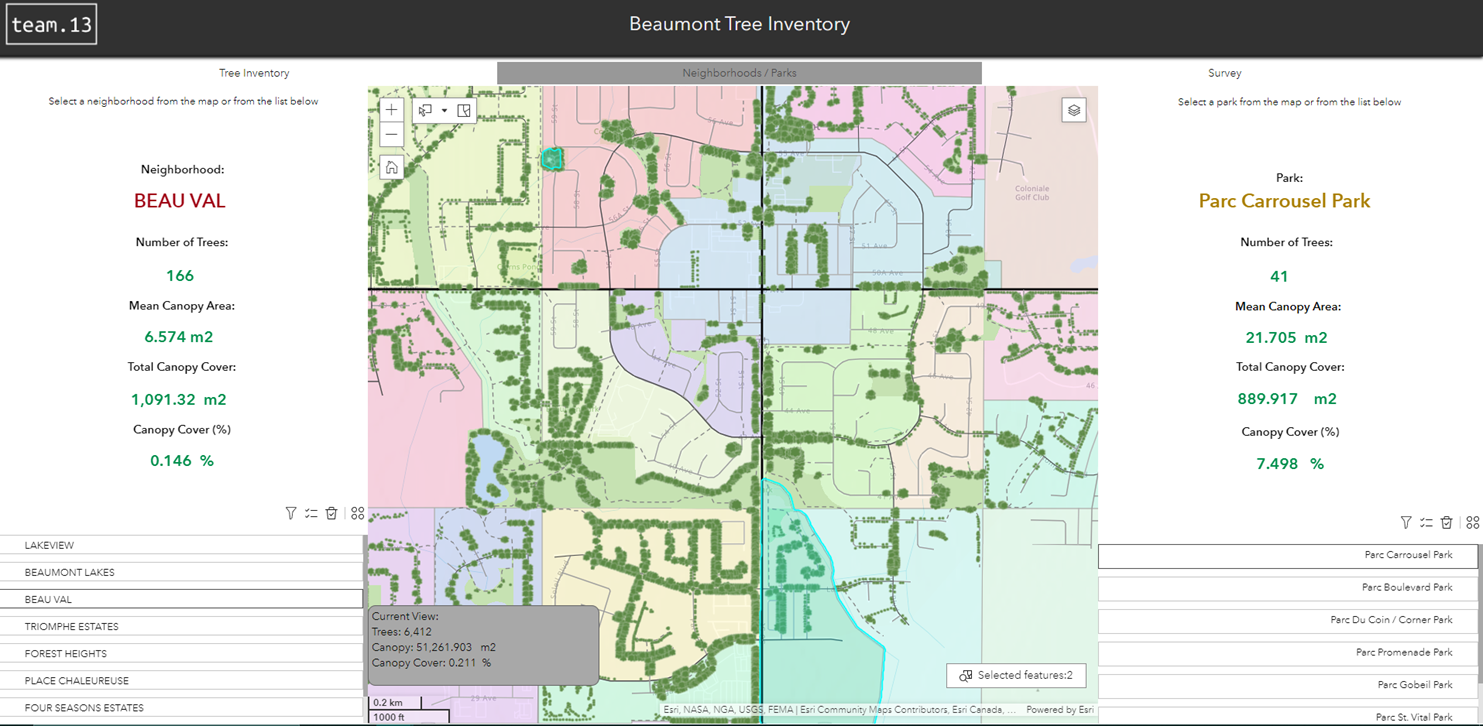 team.13
Beaumont Tree Inventory
Tree Inventory
Neighborhoods / Parks
Survey
Select a neighborhood from the map or from the list below
Select a park from the map or from the list below
Neighborhood:
BEAU VAL
Number of Trees:
166
Mean Canopy Area:
6.574 m2
Total Canopy Cover:
1,091.32 m2
Canopy Cover (%)
0.146 %
LAKEVIEW
BEAUMONT LAKES
BEAU VAL
TRIOMPHE ESTATES
FOREST HEIGHTS
PLACE CHALEUREUSE
FOUR SEASONS ESTATES
Coloniale
Golf Club
51 Ave
50A Ave
29 Ave
Current View:
Trees: 6,412
Canopy: 51,261.903 m2
Canopy Cover: 0.211 %
0.2 km
1000 ft
Selected features:2
Esri, NASA, NGA, USGS, FEMA | Esri Community Maps Contributors, Esri Canada, ...
Powered by Esri
Park:
Parc Carrousel Park
Number of Trees:
41
Mean Canopy Area:
21.705 m2
Total Canopy Cover:
889.917 m2
Canopy Cover (%)
7.498 %
Parc Carrousel Park
Parc Boulevard Park
Parc Du Coin / Corner Park
Parc Promenade Park
Parc Gobeil Park
Parc St. Vital Park